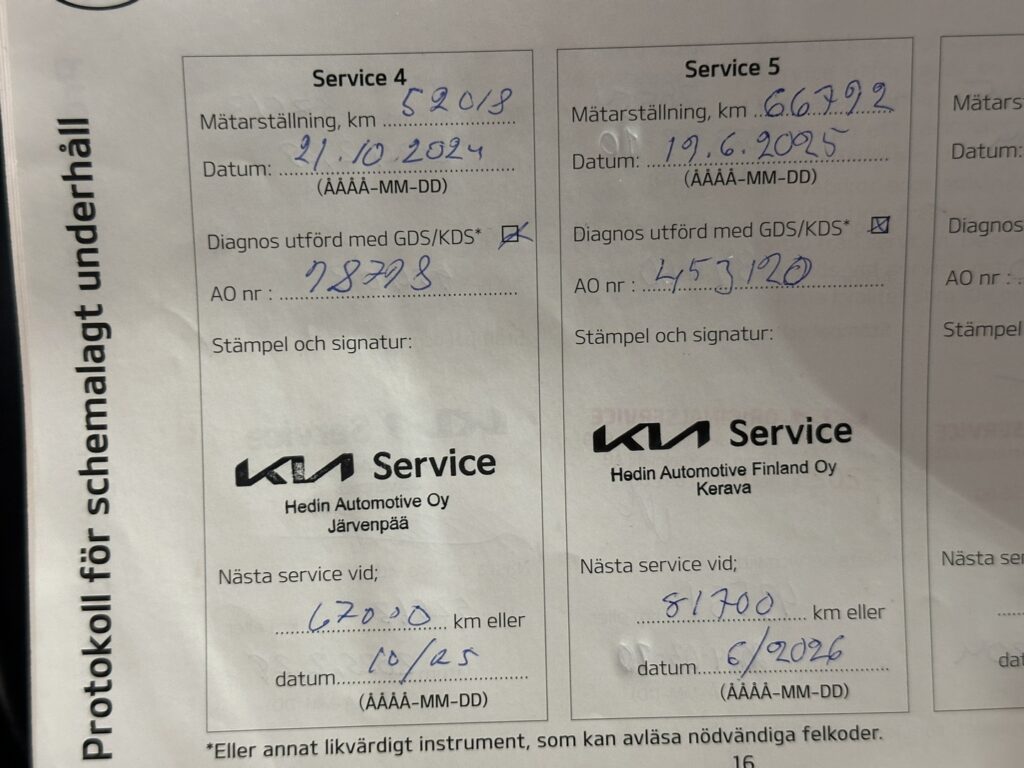 Protokoll för schemalagt underhåll
Service 4
Mätarställning, km 52018
Datum: 21.10.2024
(ÅÅÅÅ-MM-DD)
Diagnos utförd med GDS/KDS*
AO nr :
Stämpel och signatur:
KIA Service
Hedin Automotive Oy
Järvenpää
Nästa service vid;
67000 km eller
datum 10/25
(ÅÅÅÅ-MM-DD)
Service 5
Mätarställning, km 66792
Datum: 19.6.2025
(ÅÅÅÅ-MM-DD)
Diagnos utförd med GDS/KDS*
AO nr : 453120
Stämpel och signatur:
KIA Service
Hedin Automotive Finland Oy
Kerava
Nästa service vid;
81700 km eller
datum 6/2026
(ÅÅÅÅ-MM-DD)
Mätars
Datum:
Diagnos
AO nr :
Stämpel
Nästa se
dat
*Eller annat likvärdigt instrument, som kan avläsa nödvändiga felkoder.
16